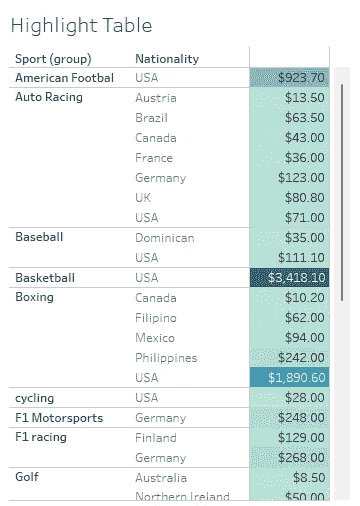 Highlight Table
Sport (group) Nationality
American Footbal USA $923.70
Auto Racing Austria $13.50
Brazil $63.50
Canada $43.00
France $36.00
Germany $123.00
UK $80.80
USA $71.00
Baseball Dominican $35.00
USA $111.10
Basketball USA $3,418.10
Boxing Canada $10.20
Filipino $62.00
Mexico $94.00
Philippines $242.00
USA $1,890.60
cycling USA $28.00
F1 Motorsports Germany $248.00
F1 racing Finland $129.00
Germany $268.00
Golf Australia $8.50
Northern Ireland $50.00